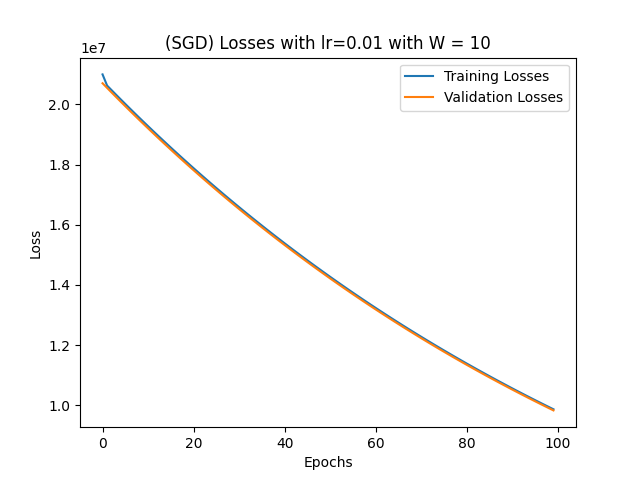 (SGD) Losses with lr=0.01 with W = 10
1e7
Training Losses
Validation Losses
2.0
1.8
1.6
1.4
1.2
1.0
Loss
0 20 40 60 80 100
Epochs